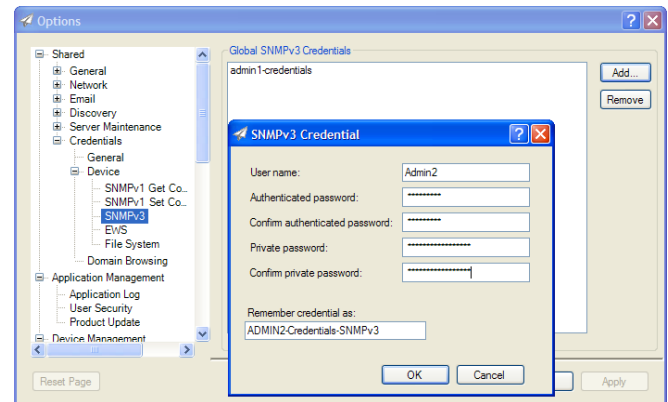 Options
Shared
General
Network
Email
Discovery
Server Maintenance
Credentials
General
Device
SNMPv1 Get Co...
SNMPv1 Set Co...
SNMPv3
EWS
File System
Domain Browsing
Application Management
Application Log
User Security
Product Update
Device Management
Global SNMPv3 Credentials
admin1-credentials
Add...
Remove
SNMPv3 Credential
User name: Admin2
Authenticated password:
Confirm authenticated password:
Private password:
Confirm private password:
Remember credential as:
ADMIN2-Credentials-SNMPv3
OK Cancel
Reset Page Apply